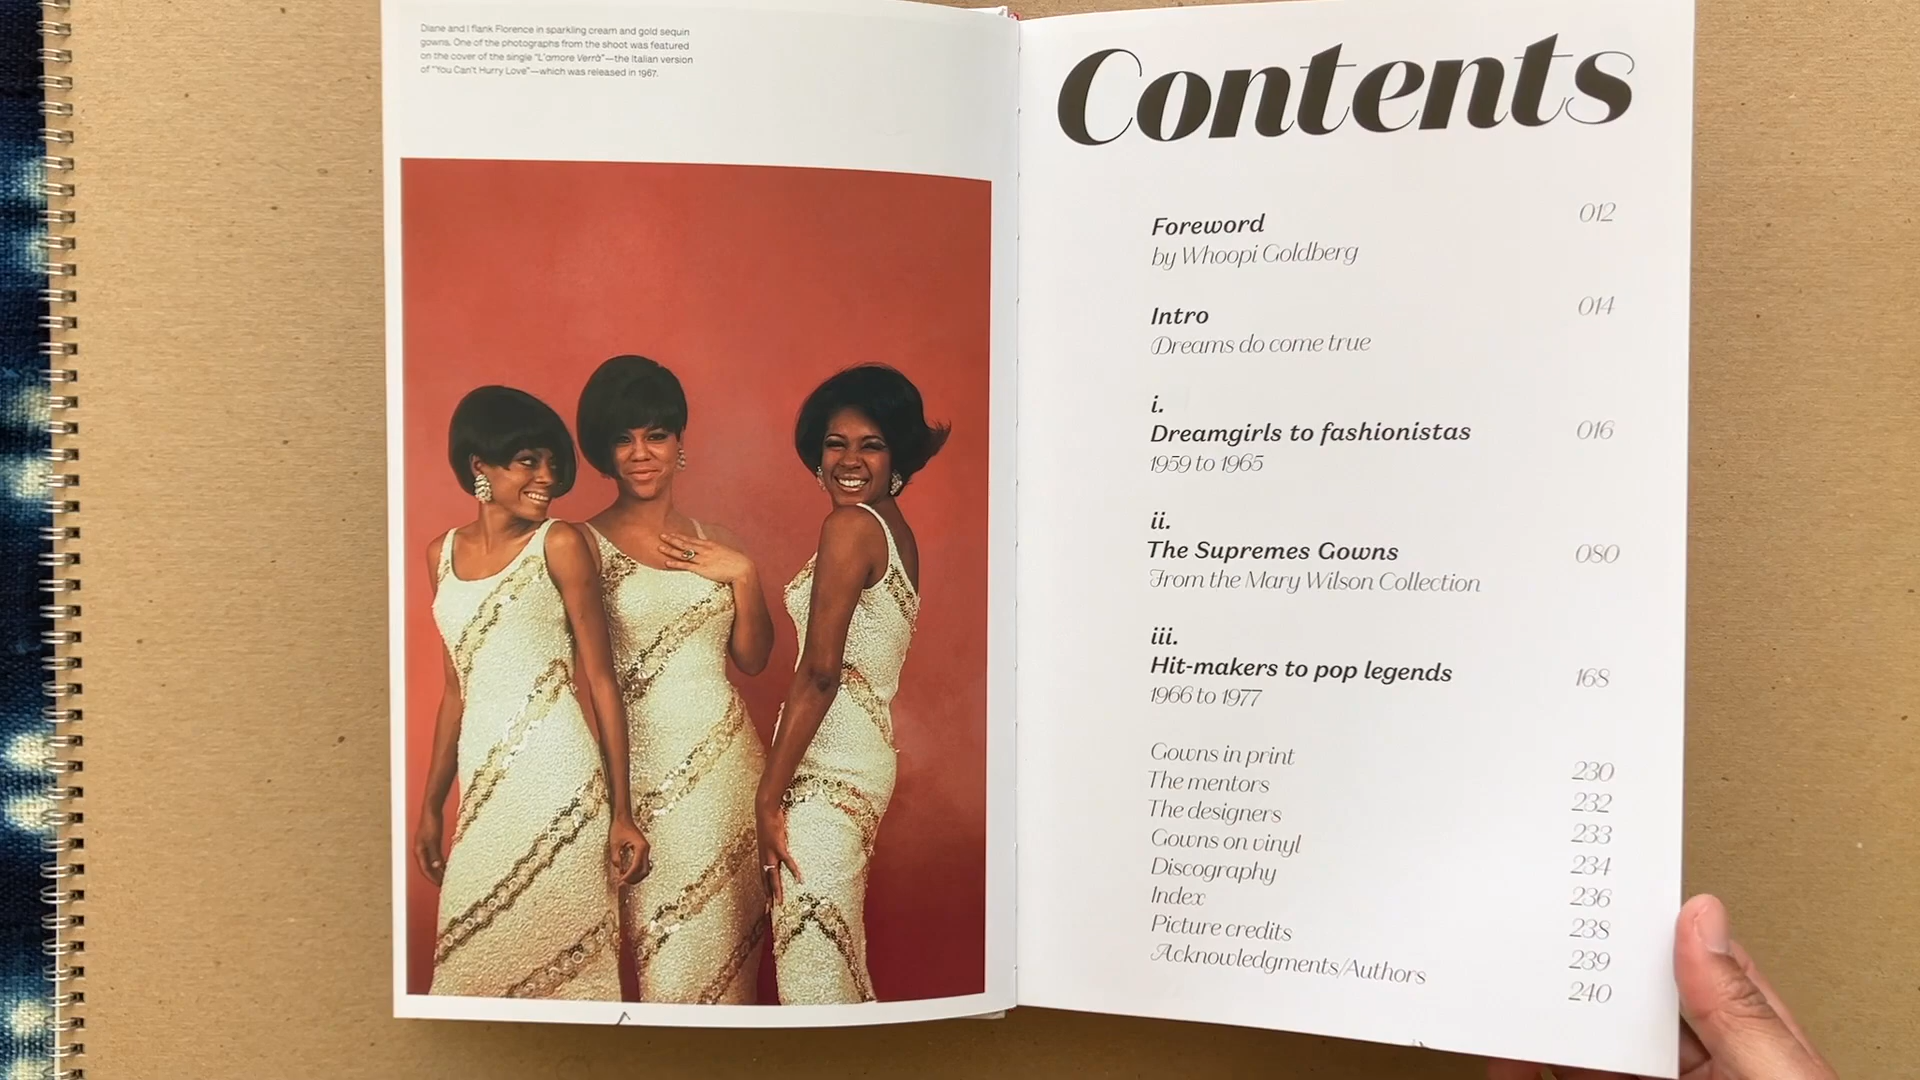 Diane and I flank Florence in sparkling cream and gold sequin
gowns. One of the photographs from the shoot was featured
on the cover of the single "L'amore Verrà"—the Italian version
of "You Can't Hurry Love"—which was released in 1967.
Contents
Foreword 012
by Whoopi Goldberg
Intro 014
Dreams do come true
i.
Dreamgirls to fashionistas 016
1959 to 1965
ii.
The Supremes Gowns 080
From the Mary Wilson Collection
iii.
Hit-makers to pop legends 168
1966 to 1977
Gowns in print 230
The mentors 232
The designers 233
Gowns on vinyl 234
Discography 236
Index 238
Picture credits 239
Acknowledgments/Authors 240